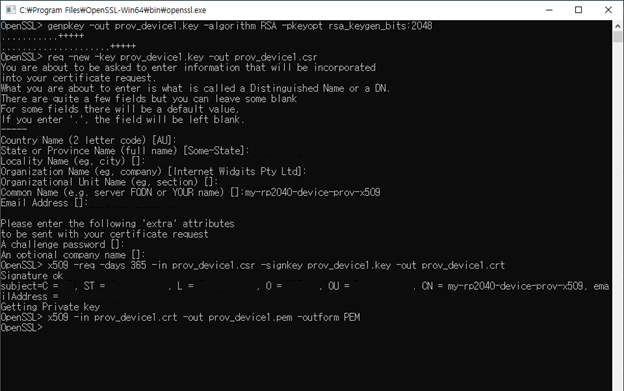 C:\Program Files\OpenSSL-Win64\bin\openssl.exe
OpenSSL> genpkey -out prov_device1.key -algorithm RSA -pkeyopt rsa_keygen_bits:2048
...........+++++
.....................+++++
OpenSSL> req -new -key prov_device1.key -out prov_device1.csr
You are about to be asked to enter information that will be incorporated
into your certificate request.
What you are about to enter is what is called a Distinguished Name or a DN.
There are quite a few fields but you can leave some blank
For some fields there will be a default value,
If you enter '.', the field will be left blank.
-----
Country Name (2 letter code) [AU]:
State or Province Name (full name) [Some-State]:
Locality Name (eg, city) []:
Organization Name (eg, company) [Internet Widgits Pty Ltd]:
Organizational Unit Name (eg, section) []:
Common Name (e.g. server FQDN or YOUR name) []:my-rp2040-device-prov-x509
Email Address []:
Please enter the following 'extra' attributes
to be sent with your certificate request
A challenge password []:
An optional company name []:
OpenSSL> x509 -req -days 365 -in prov_device1.csr -signkey prov_device1.key -out prov_device1.crt
Signature ok
subject=C = , ST = , L = , O = , OU = , CN = my-rp2040-device-prov-x509, ema
ilAddress =
Getting Private key
OpenSSL> x509 -in prov_device1.crt -out prov_device1.pem -outform PEM
OpenSSL>